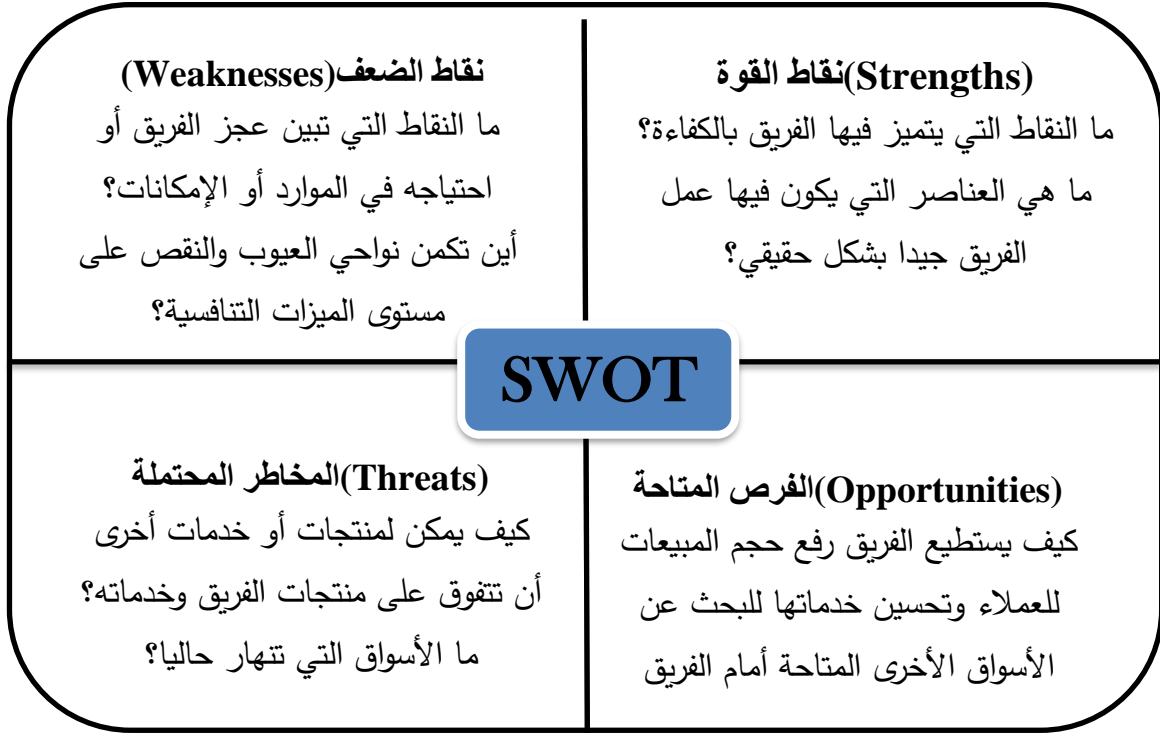 نقاط القوة(Strengths)
ما النقاط التي يتميز فيها الفريق بالكفاءة؟
ما هي العناصر التي يكون فيها عمل
الفريق جيدا بشكل حقيقي؟
نقاط الضعف(Weaknesses)
ما النقاط التي تبين عجز الفريق أو
احتياجه في الموارد أو الإمكانات؟
أين تكمن نواحي العيوب والنقص على
مستوى الميزات التنافسية؟
SWOT
الفرص المتاحة(Opportunities)
كيف يستطيع الفريق رفع حجم المبيعات
للعملاء وتحسين خدماتها للبحث عن
الأسواق الأخرى المتاحة أمام الفريق
المخاطر المحتملة(Threats)
كيف يمكن لمنتجات أو خدمات أخرى
أن تتفوق على منتجات الفريق وخدماته؟
ما الأسواق التي تنهار حاليا؟